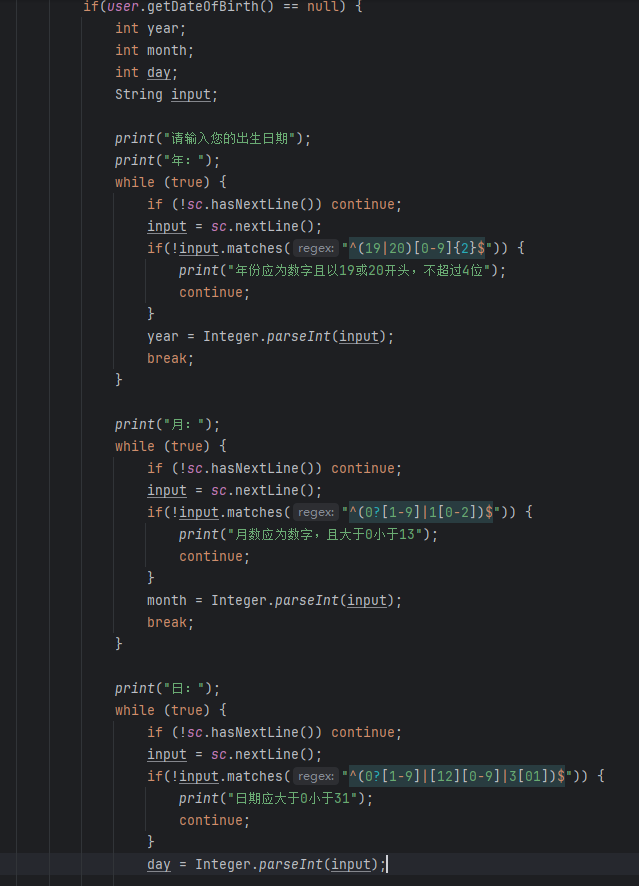 if(user.getDateOfBirth() == null) {
int year;
int month;
int day;
String input;
print("请输入您的出生日期");
print("年：");
while (true) {
if (!sc.hasNextLine()) continue;
input = sc.nextLine();
if(!input.matches( regex: "^(19|20)[0-9]{2}$")) {
print("年份应为数字且以19或20开头，不超过4位");
continue;
}
year = Integer.parseInt(input);
break;
}
print("月：");
while (true) {
if (!sc.hasNextLine()) continue;
input = sc.nextLine();
if(!input.matches( regex: "^(0?[1-9]|1[0-2])$")) {
print("月数应为数字，且大于0小于13");
continue;
}
month = Integer.parseInt(input);
break;
}
print("日：");
while (true) {
if (!sc.hasNextLine()) continue;
input = sc.nextLine();
if(!input.matches( regex: "^(0?[1-9]|[12][0-9]|3[01])$")) {
print("日期应大于0小于31");
continue;
}
day = Integer.parseInt(input);